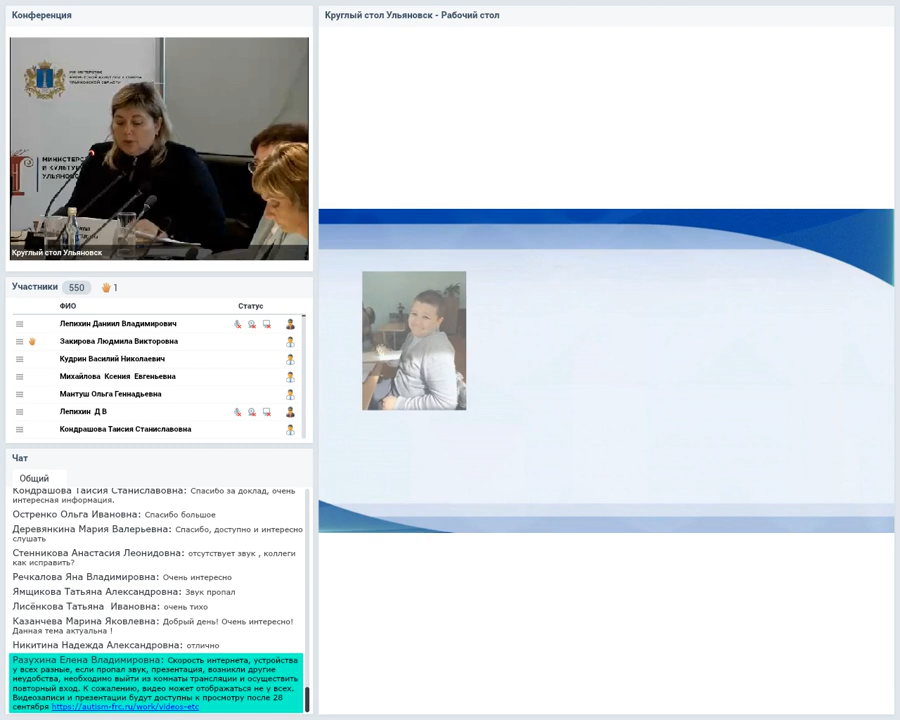 Конференция
МИНИСТЕРС
И КУЛЬТУР
УЛЬЯНОВС
Круглый стол Ульяновск
Участники 550 1
ФИО Статус
Лепихин Даниил Владимирович
Закирова Людмила Викторовна
Кудрин Василий Николаевич
Михайлова Ксения Евгеньевна
Мантуш Ольга Геннадьевна
Лепихин Д В
Кондрашова Таисия Станиславовна
Чат
Общий
Кондрашова Таисия Станиславовна: Спасибо за доклад, очень
интересная информация.
Остренко Ольга Ивановна: Спасибо большое
Деревянкина Мария Валерьевна: Спасибо, доступно и интересно
слушать
Стенникова Анастасия Леонидовна: отсутствует звук , коллеги
как исправить?
Речкалова Яна Владимировна: Очень интересно
Ямщикова Татьяна Александровна: Звук пропал
Лисёнкова Татьяна Ивановна: очень тихо
Казанчева Марина Яковлевна: Добрый день! Очень интересно!
Данная тема актуальна !
Никитина Надежда Александровна: отлично
Разухина Елена Владимировна: Скорость интернета, устройства
у всех разные, если пропал звук, презентация, возникли другие
неудобства, необходимо выйти из комнаты трансляции и осуществить
повторный вход. К сожалению, видео может отображаться не у всех.
Видеозаписи и презентации будут доступны к просмотру после 28
сентября https://autism-frc.ru/work/videos-etc
Круглый стол Ульяновск - Рабочий стол